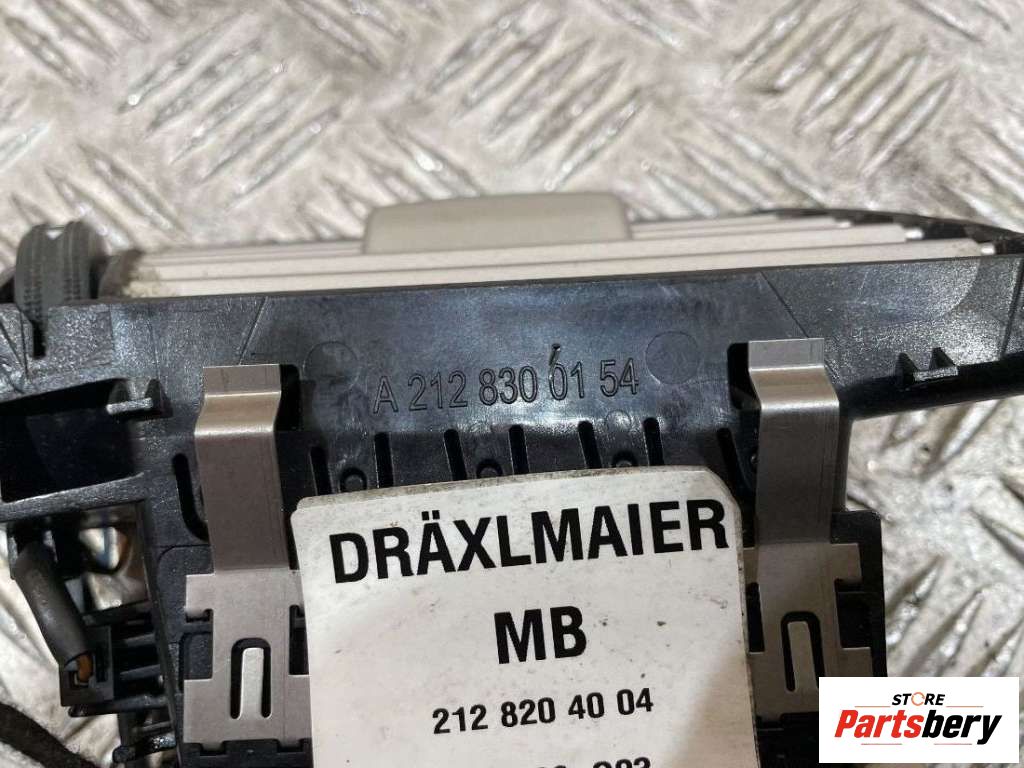 A 212 830 01 54
DRÄXLMAIER
MB
212 820 40 04
STORE
Partsbery